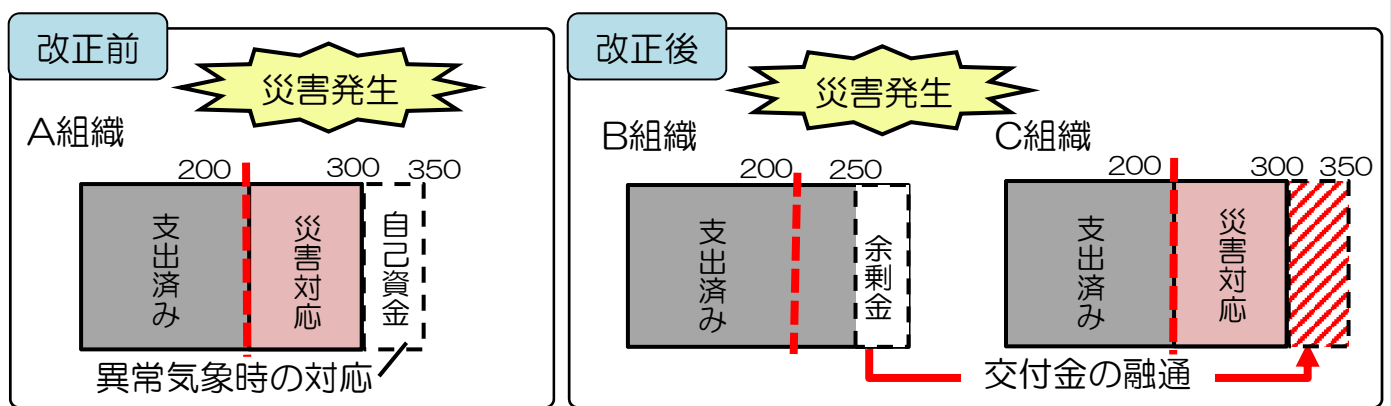 改正前
災害発生
A組織
200
300
350
支出済み
災害対応
自己資金
異常気象時の対応
改正後
災害発生
B組織
200
250
支出済み
余剰金
C組織
200
300
350
支出済み
災害対応
交付金の融通